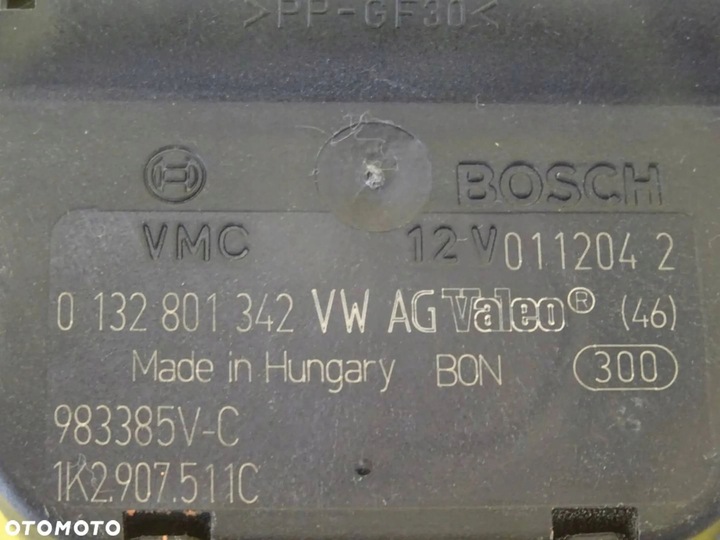 >PP-GF30<
BOSCH
VMC 12V 011204 2
0 132 801 342 VW AG Valeo® (46)
Made in Hungary BON 300
983385V-C
1K2.907.511C
OTOMOTO OTOMOTO